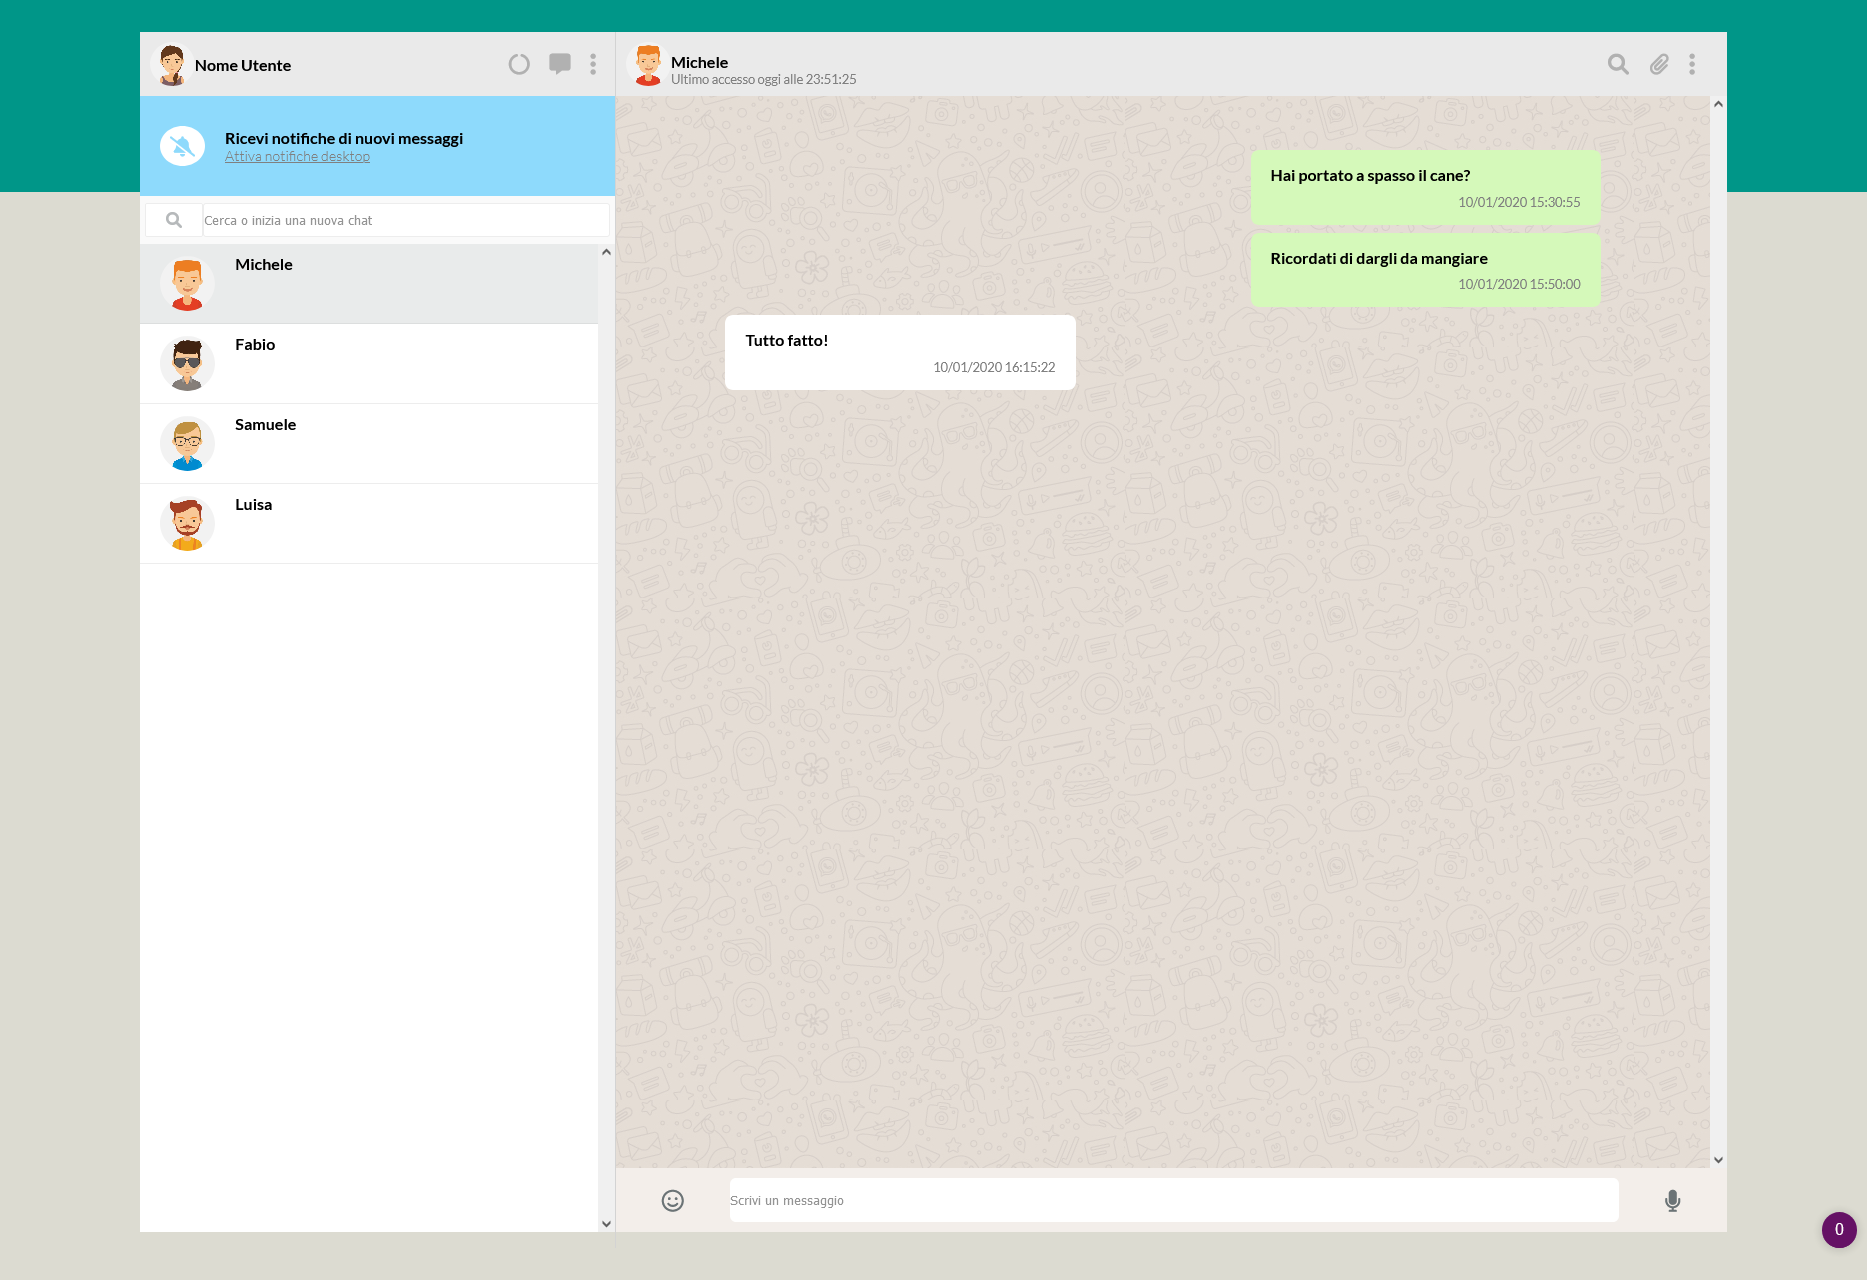 Nome Utente
Ricevi notifiche di nuovi messaggi
Attiva notifiche desktop
Cerca o inizia una nuova chat
Michele
Fabio
Samuele
Luisa
Michele
Ultimo accesso oggi alle 23:51:25
Hai portato a spasso il cane?
10/01/2020 15:30:55
Ricordati di dargli da mangiare
10/01/2020 15:50:00
Tutto fatto!
10/01/2020 16:15:22
Scrivi un messaggio
0